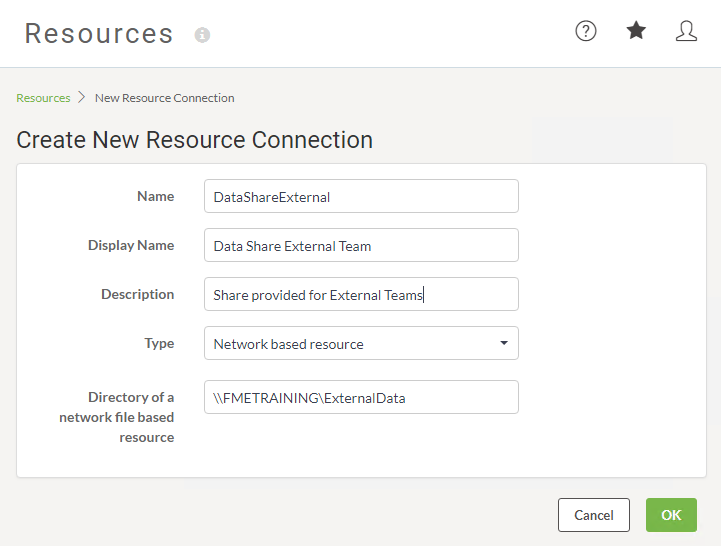 Resources
Resources > New Resource Connection
Create New Resource Connection
Name DataShareExternal
Display Name Data Share External Team
Description Share provided for External Teams
Type Network based resource
Directory of a
network file based
resource
\\FMETRAINING\ExternalData
Cancel OK